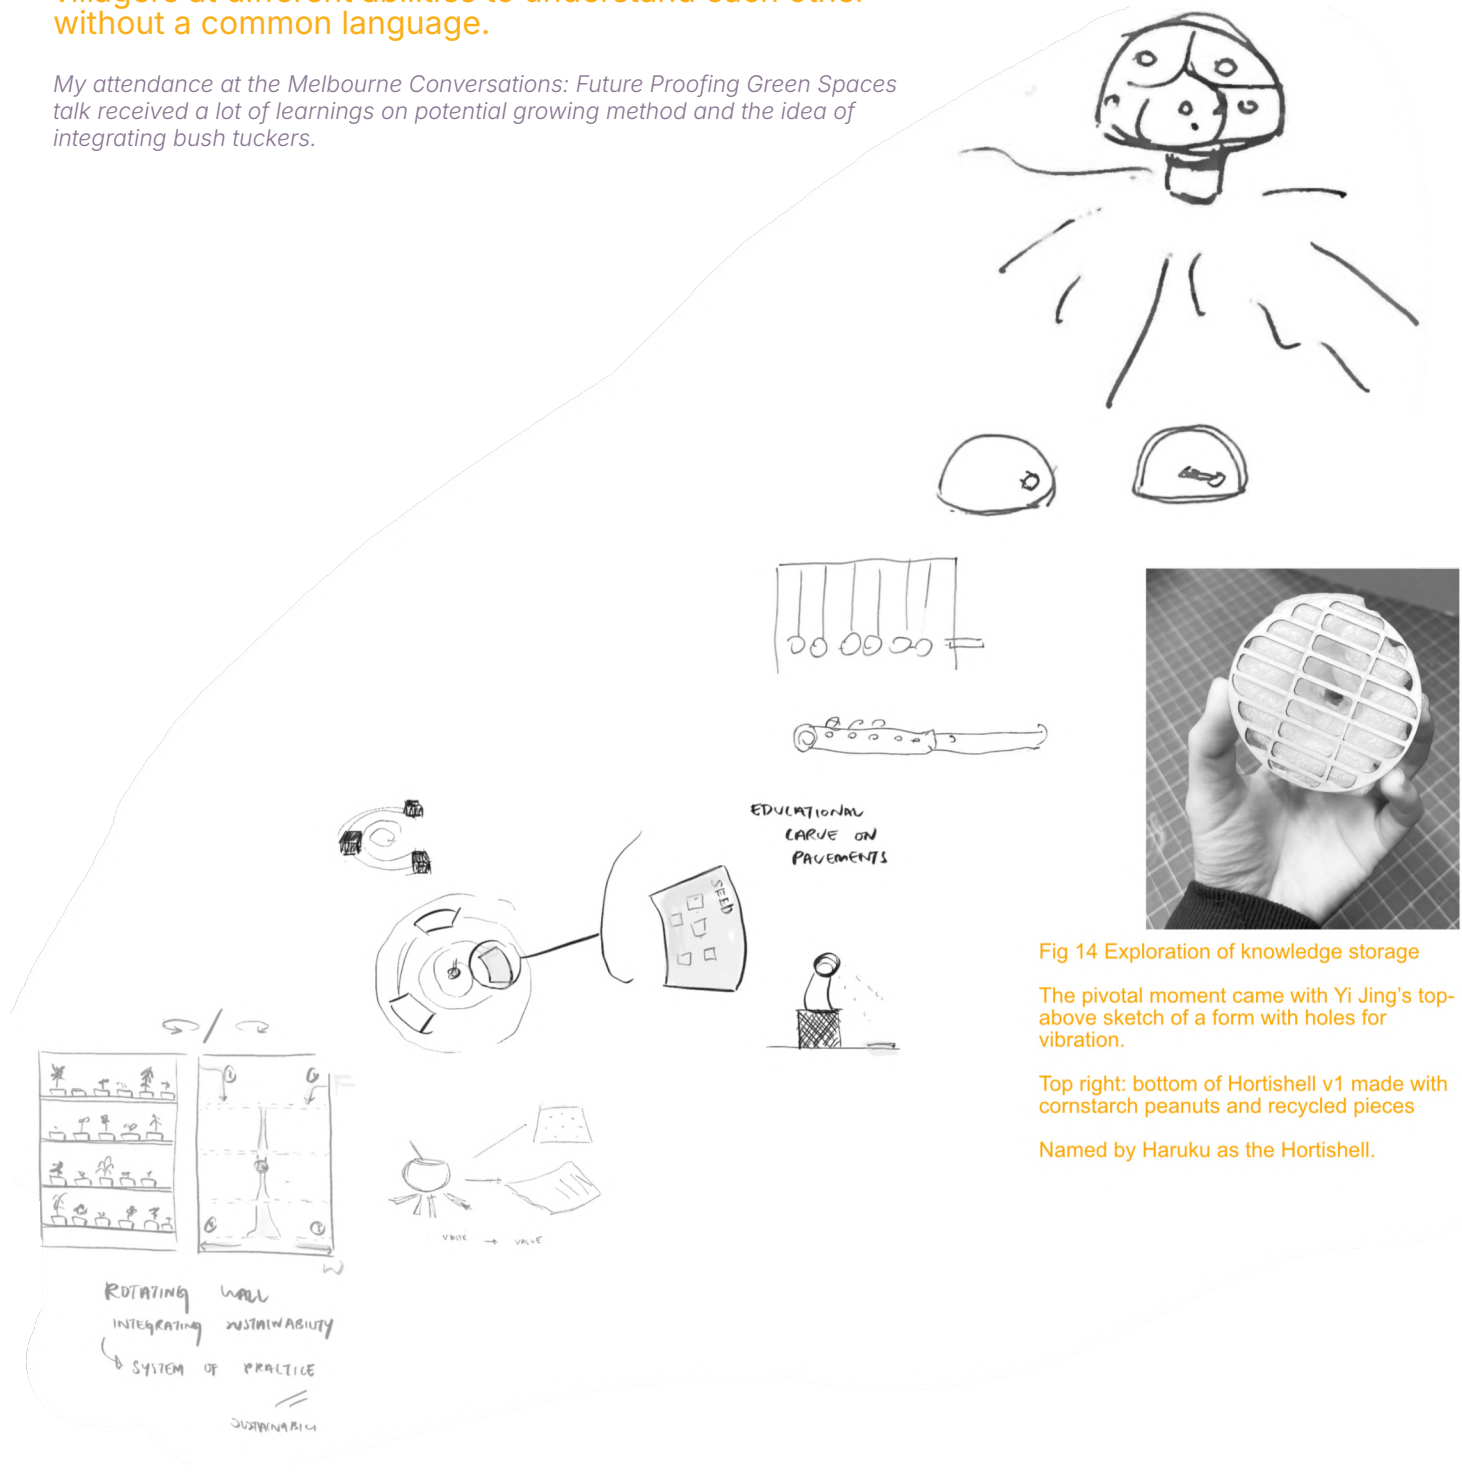 without a common language.
My attendance at the Melbourne Conversations: Future Proofing Green Spaces
talk received a lot of learnings on potential growing method and the idea of
integrating bush tuckers.
EDUCATIONAL
CARVE ON
PAVEMENTS
SEED
Fig 14 Exploration of knowledge storage
The pivotal moment came with Yi Jing’s top-
above sketch of a form with holes for
vibration.
Top right: bottom of Hortishell v1 made with
cornstarch peanuts and recycled pieces
Named by Haruku as the Hortishell.
ROTATING WALL
INTEGRATING SUSTAINABILITY
SYSTEM OF PRACTICE